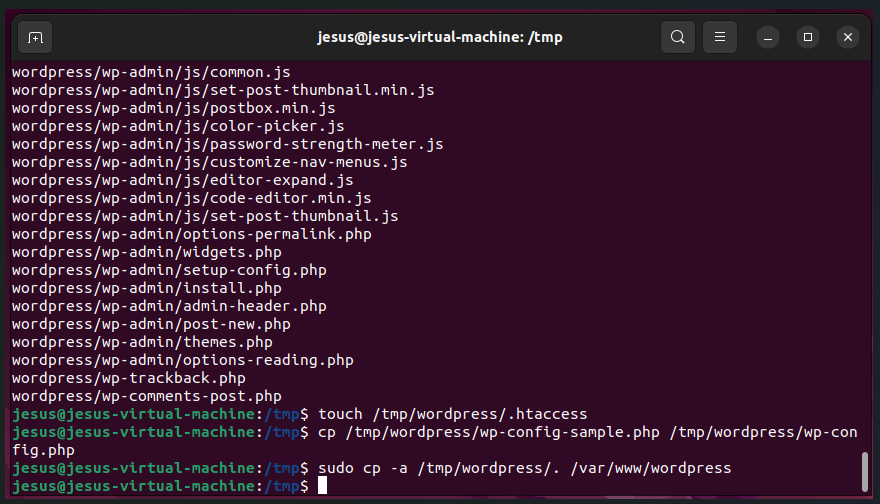 jesus@jesus-virtual-machine: /tmp
wordpress/wp-admin/js/common.js
wordpress/wp-admin/js/set-post-thumbnail.min.js
wordpress/wp-admin/js/postbox.min.js
wordpress/wp-admin/js/color-picker.js
wordpress/wp-admin/js/password-strength-meter.js
wordpress/wp-admin/js/customize-nav-menus.js
wordpress/wp-admin/js/editor-expand.js
wordpress/wp-admin/js/code-editor.min.js
wordpress/wp-admin/js/set-post-thumbnail.js
wordpress/wp-admin/options-permalink.php
wordpress/wp-admin/widgets.php
wordpress/wp-admin/setup-config.php
wordpress/wp-admin/install.php
wordpress/wp-admin/admin-header.php
wordpress/wp-admin/post-new.php
wordpress/wp-admin/themes.php
wordpress/wp-admin/options-reading.php
wordpress/wp-trackback.php
wordpress/wp-comments-post.php
jesus@jesus-virtual-machine:/tmp$ touch /tmp/wordpress/.htaccess
jesus@jesus-virtual-machine:/tmp$ cp /tmp/wordpress/wp-config-sample.php /tmp/wordpress/wp-con
fig.php
jesus@jesus-virtual-machine:/tmp$ sudo cp -a /tmp/wordpress/. /var/www/wordpress
jesus@jesus-virtual-machine:/tmp$